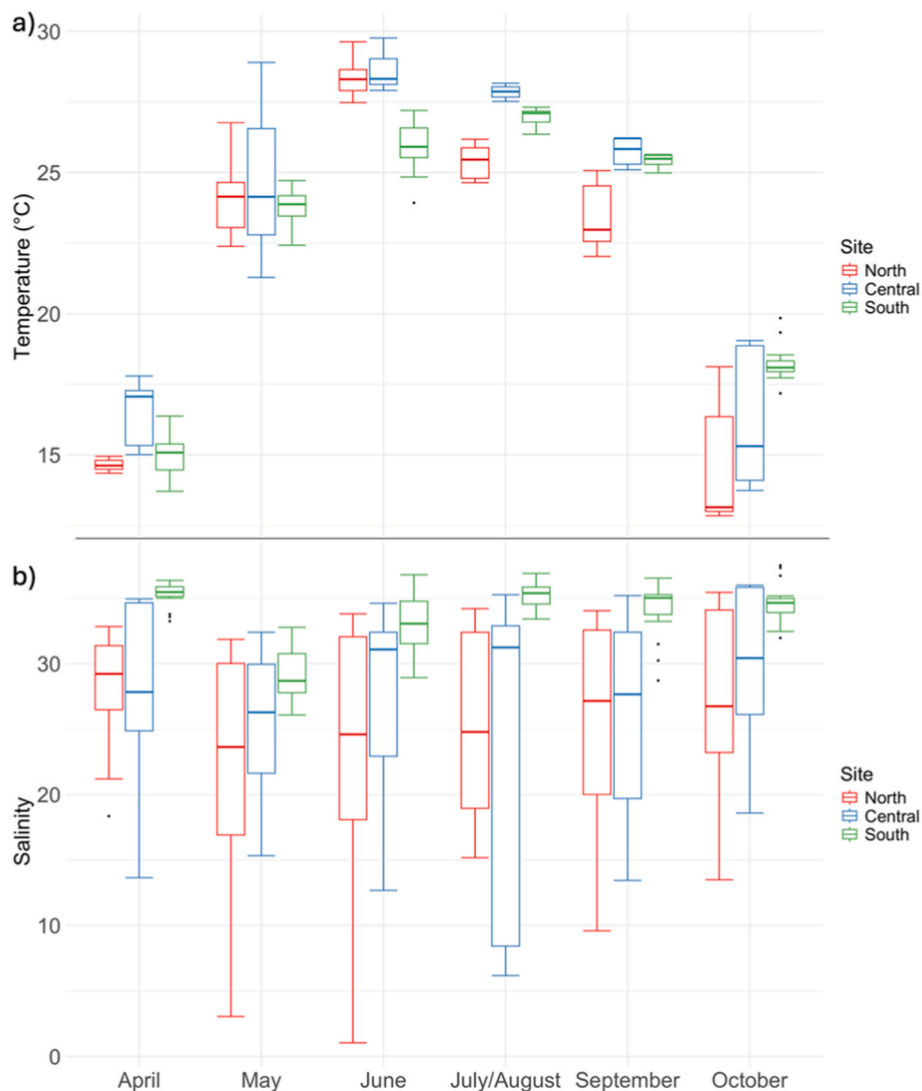 a)
30
25
20
15
Temperature (°C)
Site
North
Central
South
b)
30
20
10
0
Salinity
Site
North
Central
South
April May June July/August September October